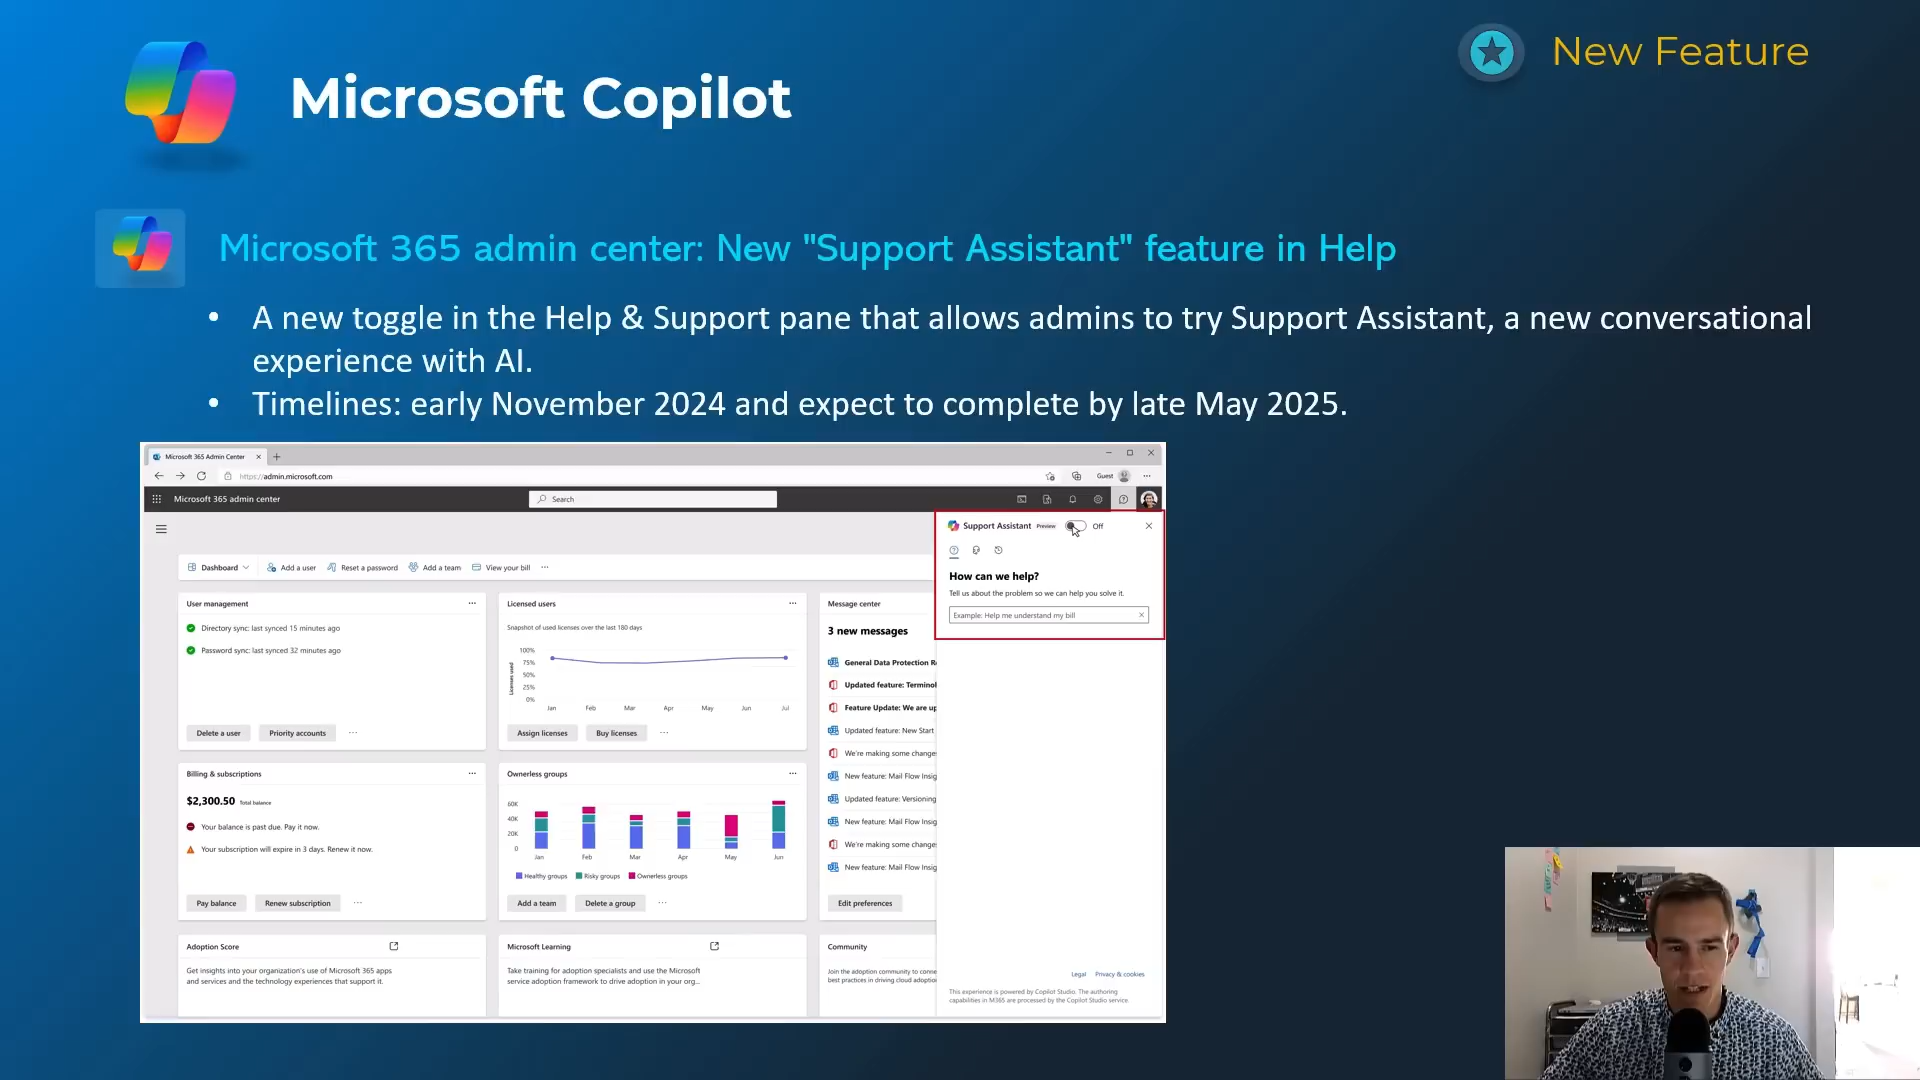 New Feature
Microsoft Copilot
Microsoft 365 admin center: New "Support Assistant" feature in Help
• A new toggle in the Help & Support pane that allows admins to try Support Assistant, a new conversational
experience with AI.
• Timelines: early November 2024 and expect to complete by late May 2025.
Microsoft 365 Admin Center
https://admin.microsoft.com
Guest
Microsoft 365 admin center
Search
Support Assistant Preview Off
How can we help?
Tell us about the problem so we can help you solve it.
Example: Help me understand my bill
Dashboard Add a user Reset a password Add a team View your bill
User management
Directory sync: last synced 15 minutes ago
Password sync: last synced 32 minutes ago
Delete a user Priority accounts
Licensed users
Snapshot of used licenses over the last 180 days
Licenses used
100%
75%
50%
25%
0%
Jan Feb Mar Apr May Jun Jul
Assign licenses Buy licenses
Message center
3 new messages
General Data Protection R
Updated feature: Terminol
Feature Update: We are up
Updated feature: New Start
We're making some change
New feature: Mail Flow Insig
Updated feature: Versioning
New feature: Mail Flow Insig
We're making some change
New feature: Mail Flow Insig
Edit preferences
Billing & subscriptions
$2,300.50 Total balance
Your balance is past due. Pay it now.
Your subscription will expire in 3 days. Renew it now.
Pay balance Renew subscription
Ownerless groups
60K
40K
20K
0
Jan Feb Mar Apr May Jun
Healthy groups Risky groups Ownerless groups
Add a team Delete a group
Adoption Score
Get insights into your organization's use of Microsoft 365 apps
and services and the technology experiences that support it.
Microsoft Learning
Take training for adoption specialists and use the Microsoft
service adoption framework to drive adoption in your org...
Community
Join the adoption community to conne
best practices in driving cloud adoptio
Legal Privacy & cookies
This experience is powered by Copilot Studio. The authoring
capabilities in M365 are processed by the Copilot Studio service.